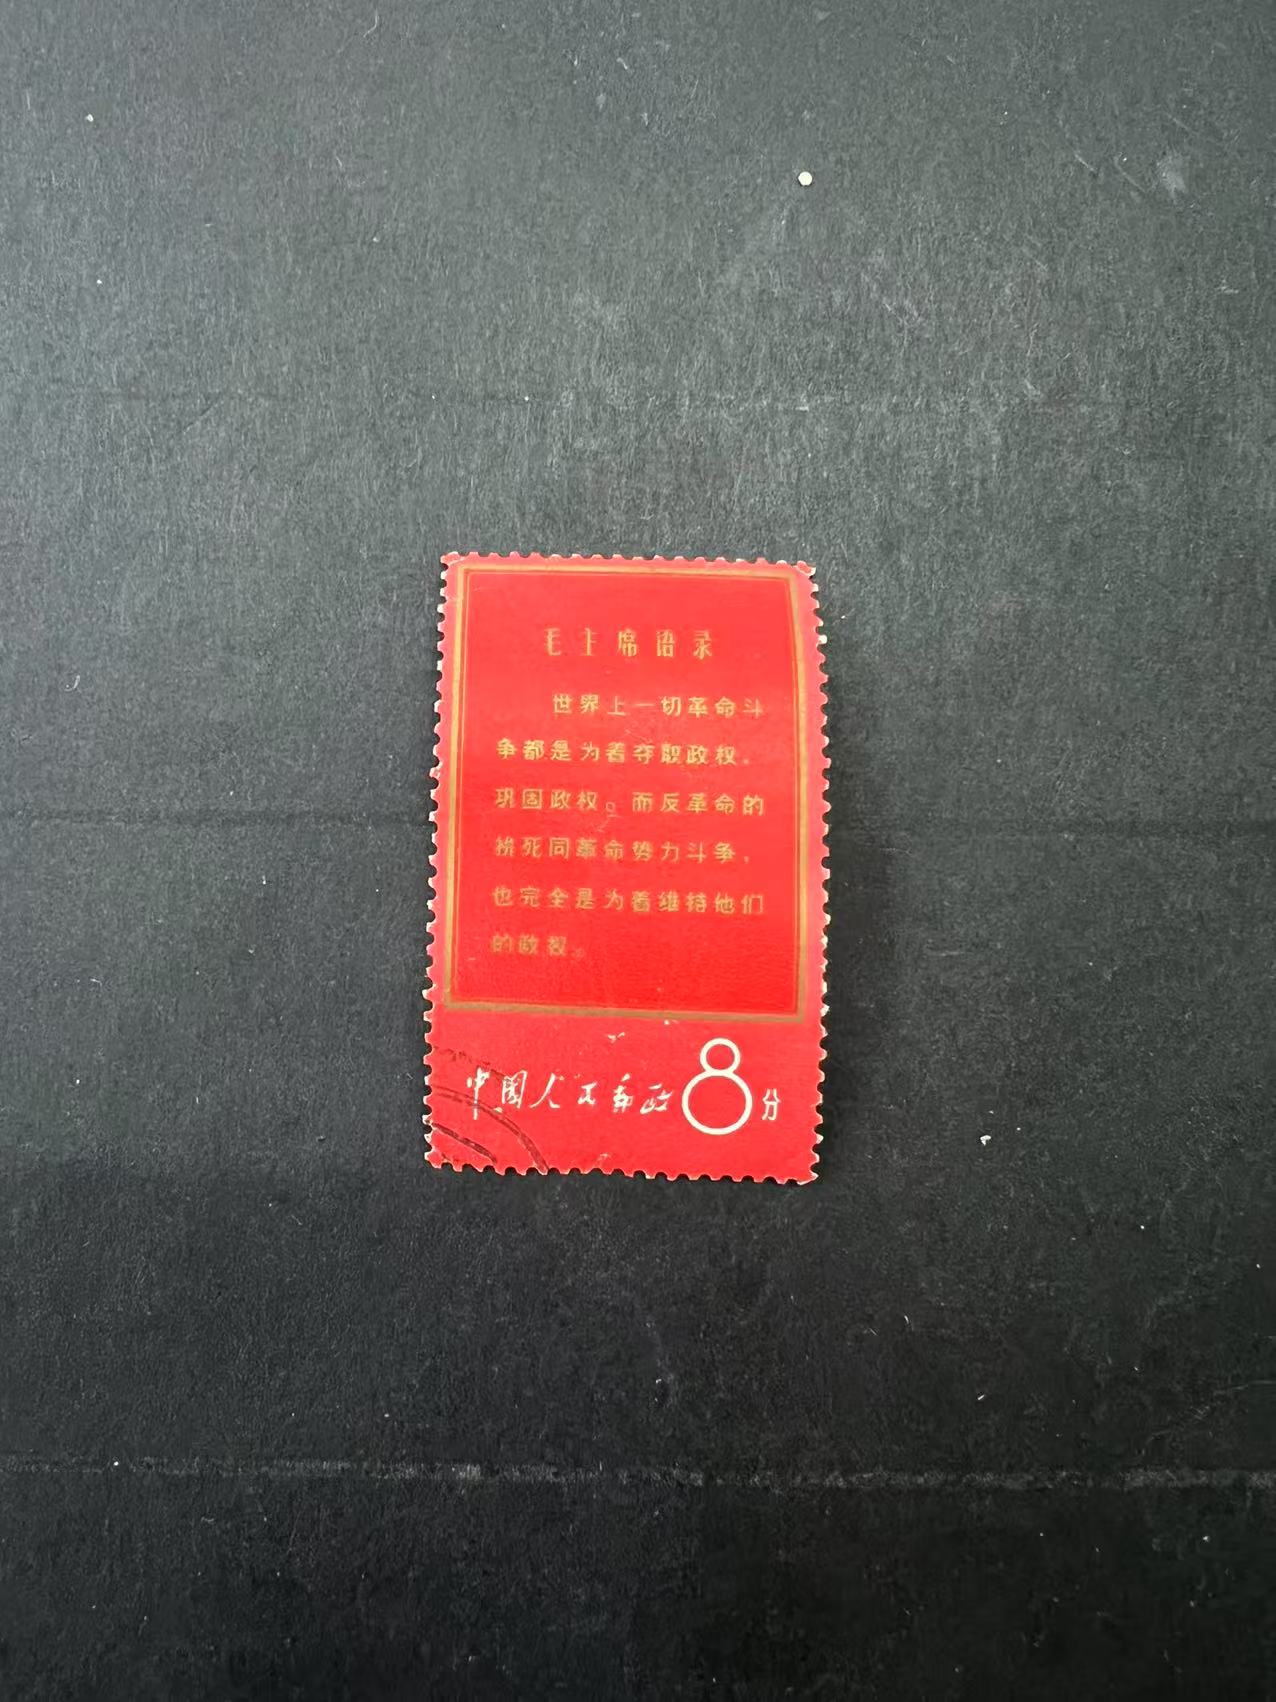 毛主席语录
世界上一切革命斗
争都是为着夺取政权，
巩固政权。而反革命的
拚死同革命势力斗争，
也完全是为着维持他们
的政权。
中国人民邮政8分